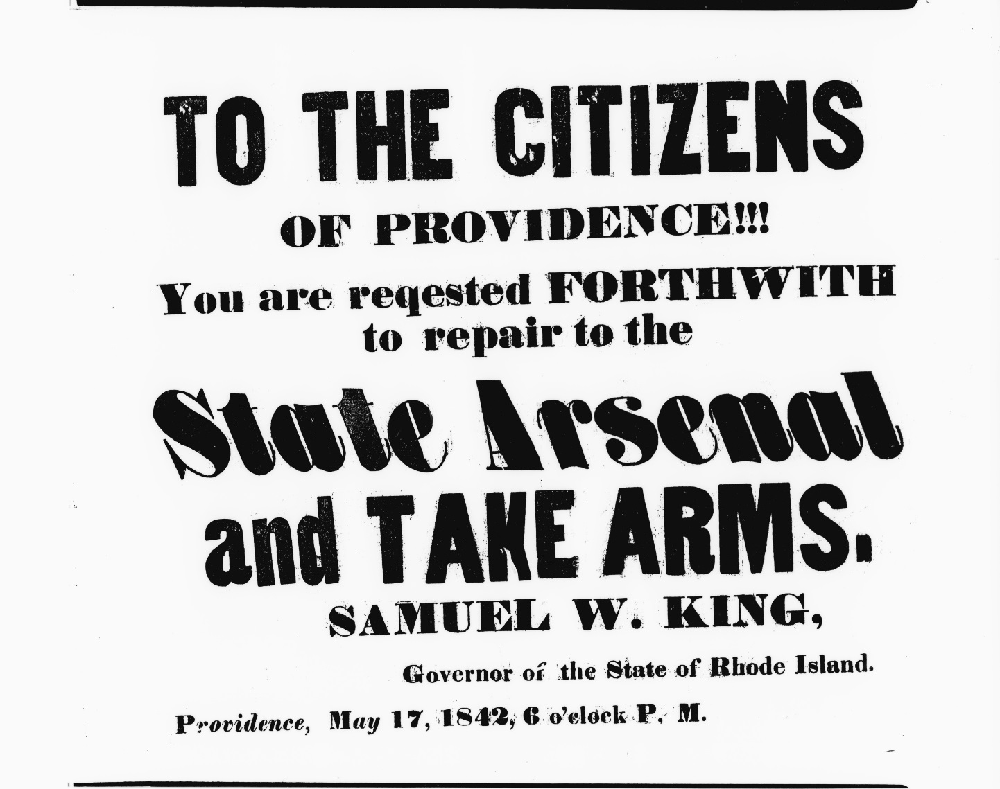 TO THE CITIZENS
OF PROVIDENCE!!!
You are reqested FORTHWITH
to repair to the
State Arsenal
and TAKE ARMS.
SAMUEL W. KING,
Governor of the State of Rhode Island.
Providence, May 17, 1842, 6 o'clock P. M.